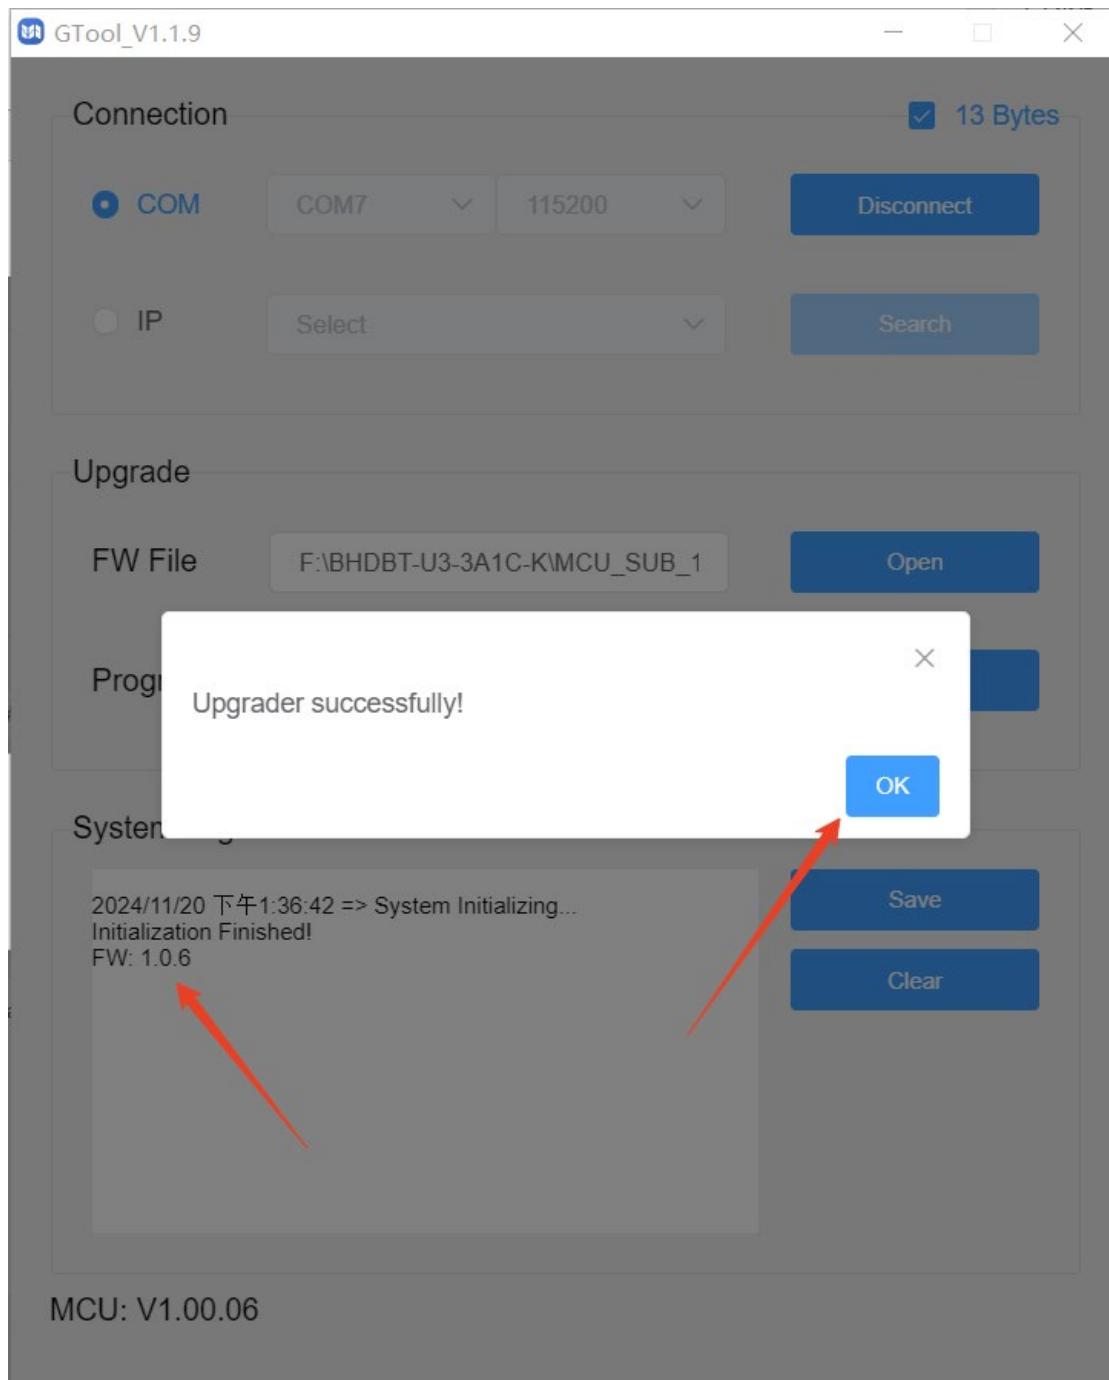 GTool_V1.1.9
Connection
13 Bytes
COM
COM7
115200
Disconnect
IP
Select
Search
Upgrade
FW File
F:\BHDBT-U3-3A1C-K\MCU_SUB_1
Open
Upgrader successfully!
OK
2024/11/20 下午1:36:42 => System Initializing...
Initialization Finished!
FW: 1.0.6
Save
Clear
MCU: V1.00.06